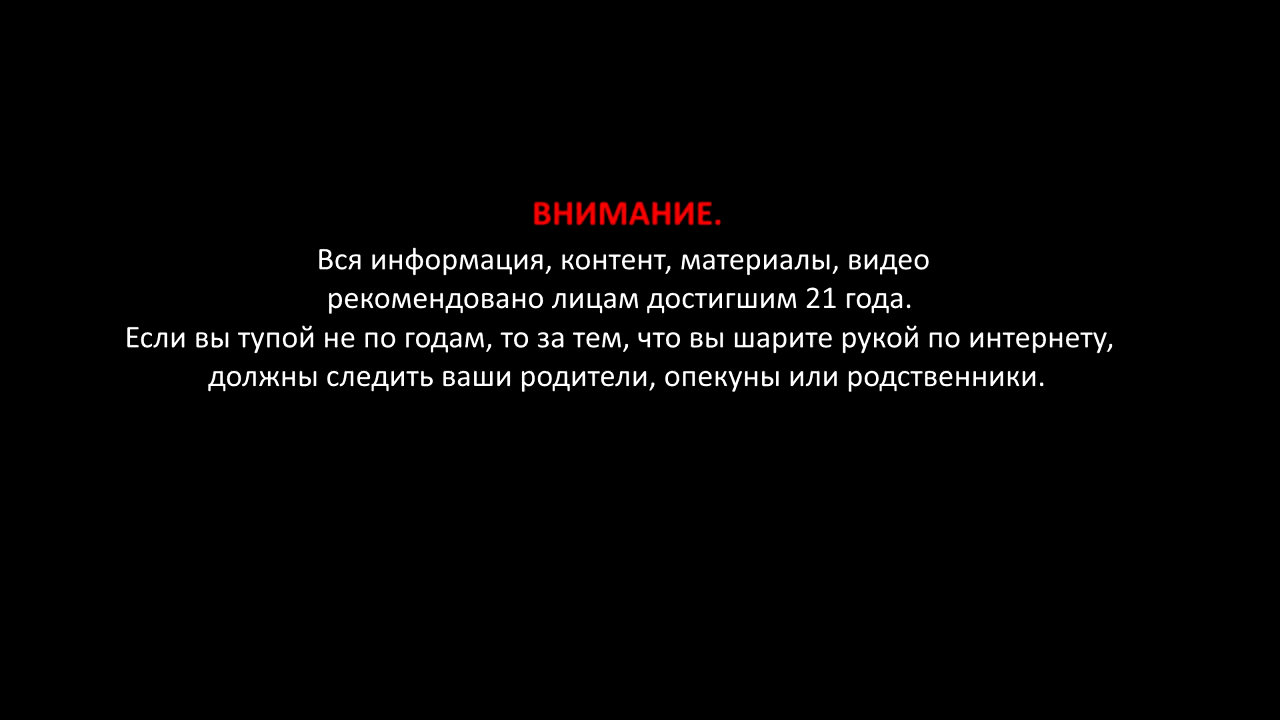 ВНИМАНИЕ.
Вся информация, контент, материалы, видео
рекомендовано лицам достигшим 21 года.
Если вы тупой не по годам, то за тем, что вы шарите рукой по интернету,
должны следить ваши родители, опекуны или родственники.